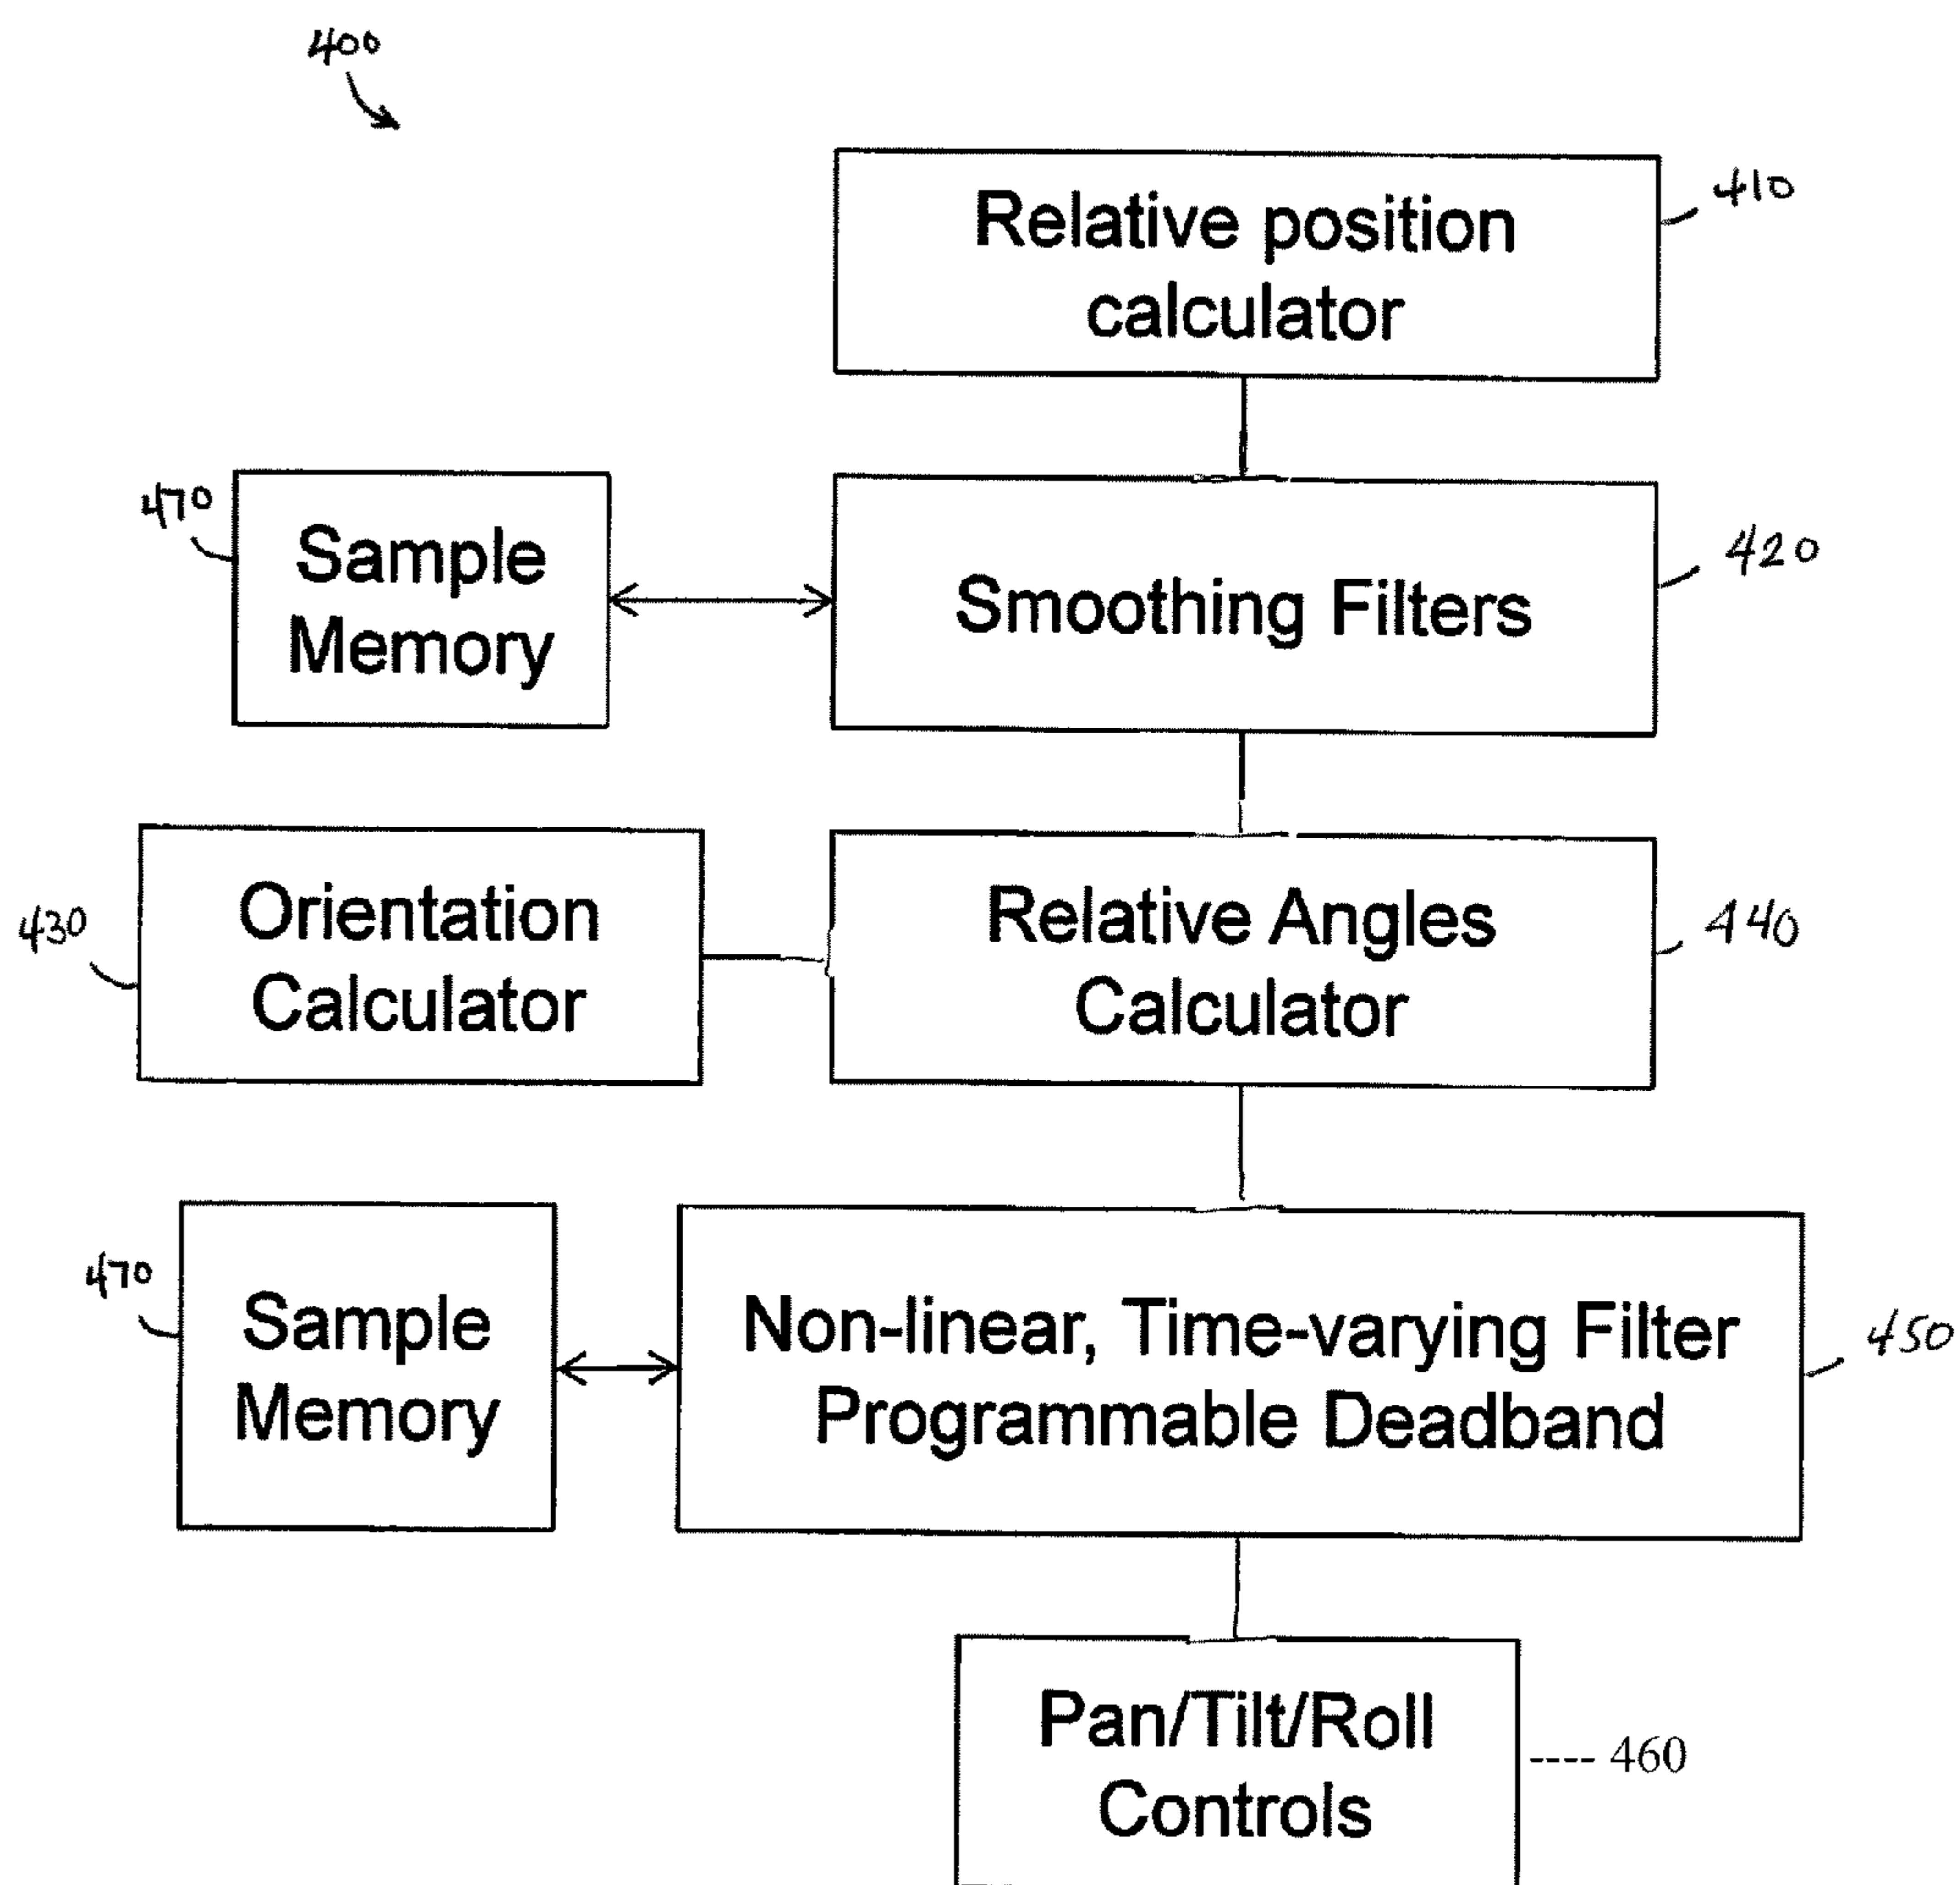 400
Relative position
calculator
410
470
Sample
Memory
Smoothing Filters
420
430
Orientation
Calculator
Relative Angles
Calculator
440
470
Sample
Memory
Non-linear, Time-varying Filter
Programmable Deadband
450
Pan/Tilt/Roll
Controls
---- 460